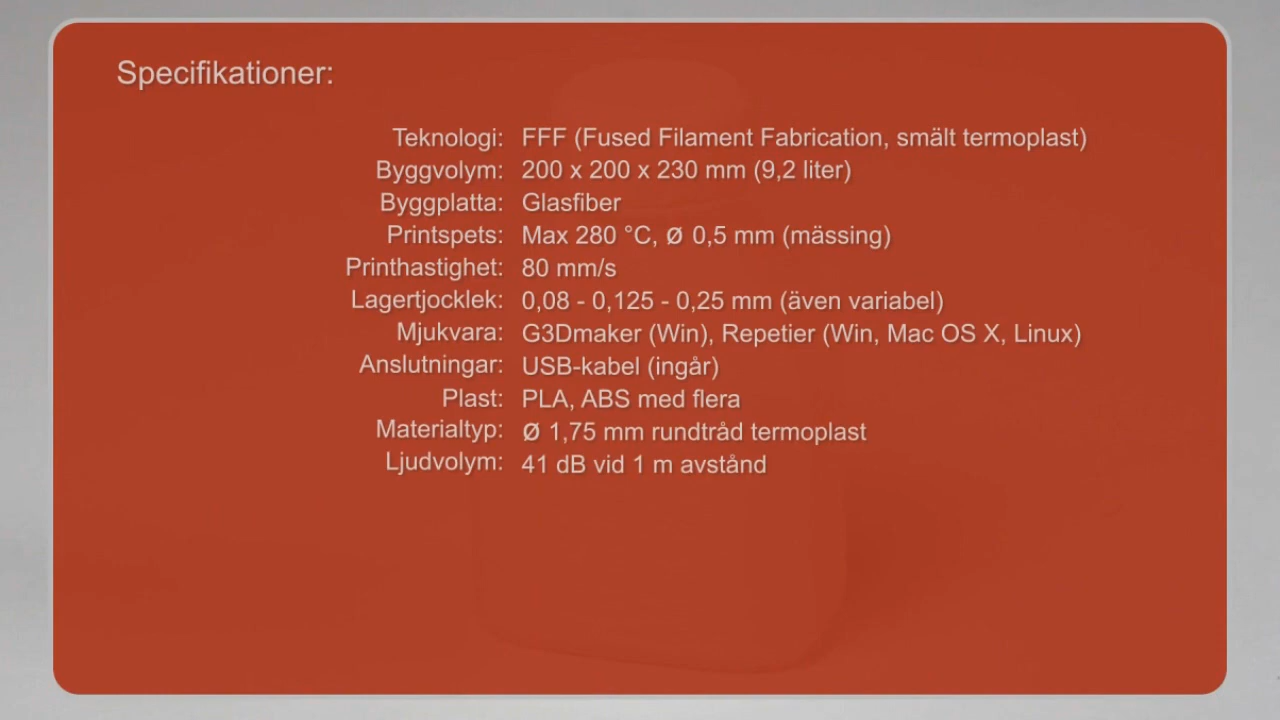 Specifikationer:
Teknologi: FFF (Fused Filament Fabrication, smält termoplast)
Byggvolym: 200 x 200 x 230 mm (9,2 liter)
Byggplatta: Glasfiber
Printspets: Max 280 °C, Ø 0,5 mm (mässing)
Printhastighet: 80 mm/s
Lagertjocklek: 0,08 - 0,125 - 0,25 mm (även variabel)
Mjukvara: G3Dmaker (Win), Repetier (Win, Mac OS X, Linux)
Anslutningar: USB-kabel (ingår)
Plast: PLA, ABS med flera
Materialtyp: Ø 1,75 mm rundtråd termoplast
Ljudvolym: 41 dB vid 1 m avstånd